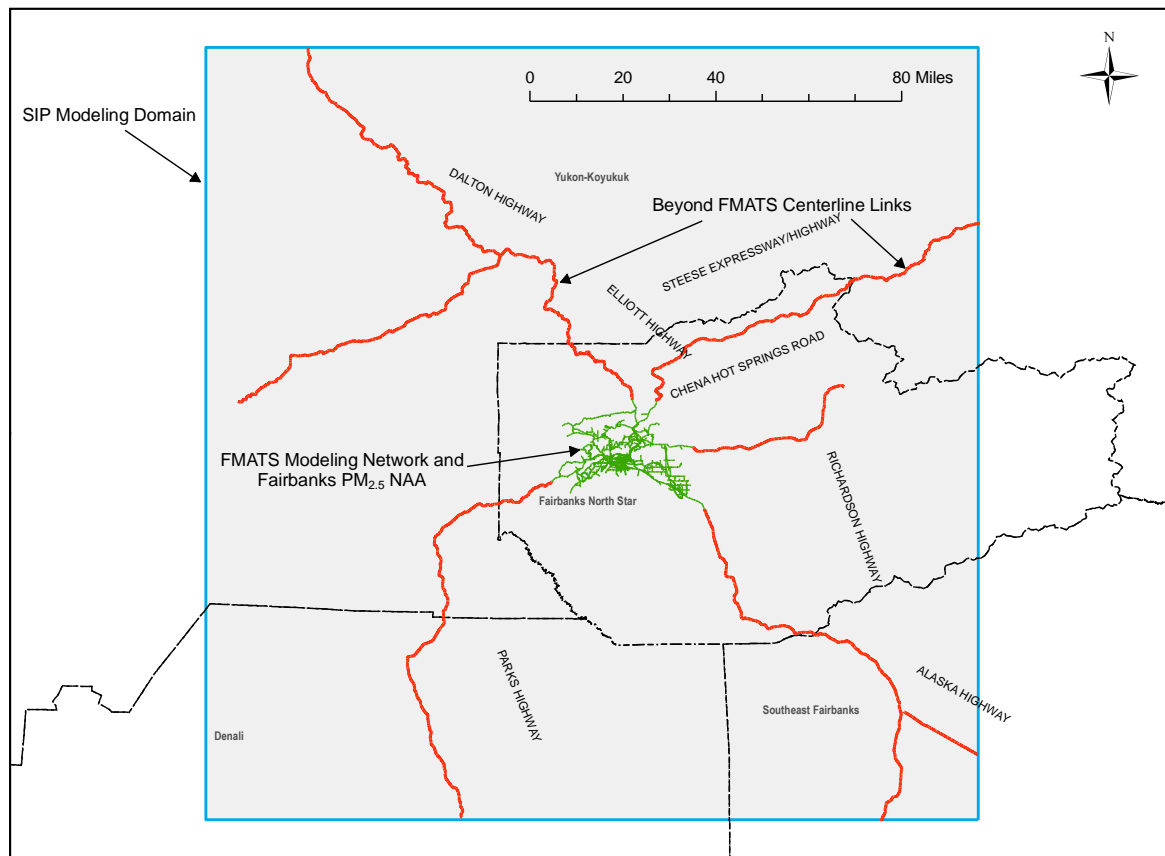 N
0 20 40 80 Miles
SIP Modeling Domain
DALTON HIGHWAY
Yukon-Koyukuk
Beyond FMATS Centerline Links
STEESE EXPRESSWAY/HIGHWAY
ELLIOTT HIGHWAY
CHENA HOT SPRINGS ROAD
FMATS Modeling Network and
Fairbanks PM2.5 NAA
Fairbanks North Star
RICHARDSON HIGHWAY
PARKS HIGHWAY
ALASKA HIGHWAY
Southeast Fairbanks
Denali